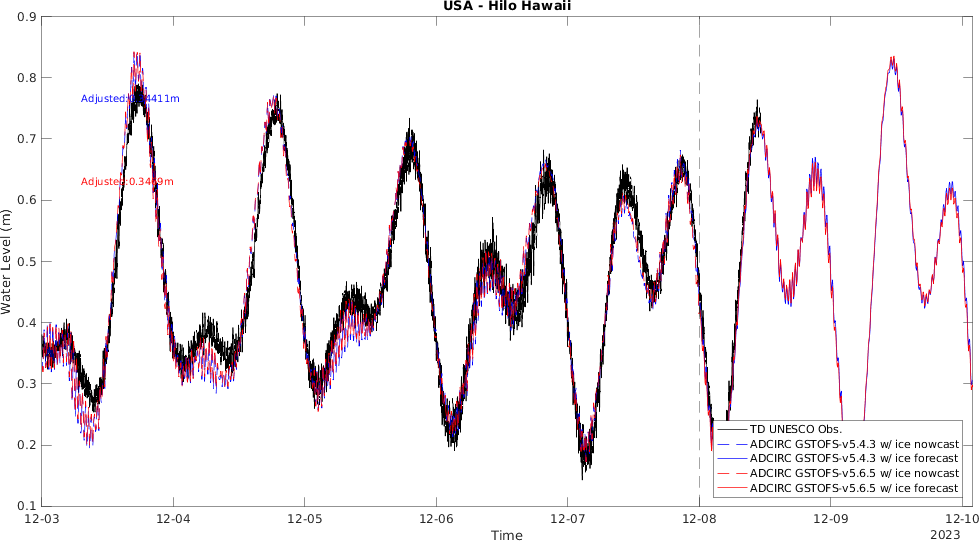 USA - Hilo Hawaii
0.9
0.8
0.7
0.6
0.5
0.4
0.3
0.2
0.1
Water Level (m)
Adjusted:
TD UNESCO Obs.
ADCIRC GSTOFS-v5.4.3 w/ ice nowcast
ADCIRC GSTOFS-v5.4.3 w/ ice forecast
ADCIRC GSTOFS-v5.6.5 w/ ice nowcast
ADCIRC GSTOFS-v5.6.5 w/ ice forecast
12-03 12-04 12-05 12-06 12-07 12-08 12-09 12-10
Time
2023